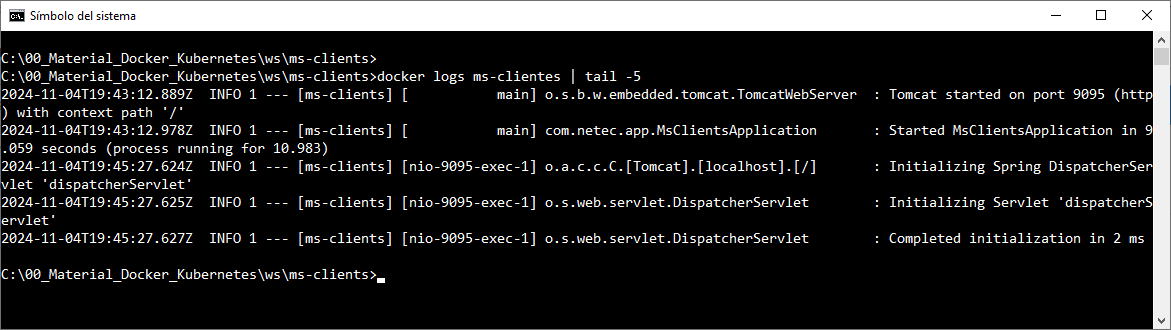 Símbolo del sistema
C:\00_Material_Docker_Kubernetes\ws\ms-clients>
C:\00_Material_Docker_Kubernetes\ws\ms-clients>docker logs ms-clientes | tail -5
2024-11-04T19:43:12.889Z  INFO 1 --- [ms-clients] [           main] o.s.b.w.embedded.tomcat.TomcatWebServer  : Tomcat started on port 9095 (http
) with context path '/'
2024-11-04T19:43:12.978Z  INFO 1 --- [ms-clients] [           main] com.netec.app.MsClientsApplication       : Started MsClientsApplication in 9
.059 seconds (process running for 10.983)
2024-11-04T19:45:27.624Z  INFO 1 --- [ms-clients] [nio-9095-exec-1] o.a.c.c.C.[Tomcat].[localhost].[/]       : Initializing Spring DispatcherSer
vlet 'dispatcherServlet'
2024-11-04T19:45:27.625Z  INFO 1 --- [ms-clients] [nio-9095-exec-1] o.s.web.servlet.DispatcherServlet        : Initializing Servlet 'dispatcherS
ervlet'
2024-11-04T19:45:27.627Z  INFO 1 --- [ms-clients] [nio-9095-exec-1] o.s.web.servlet.DispatcherServlet        : Completed initialization in 2 ms
C:\00_Material_Docker_Kubernetes\ws\ms-clients>